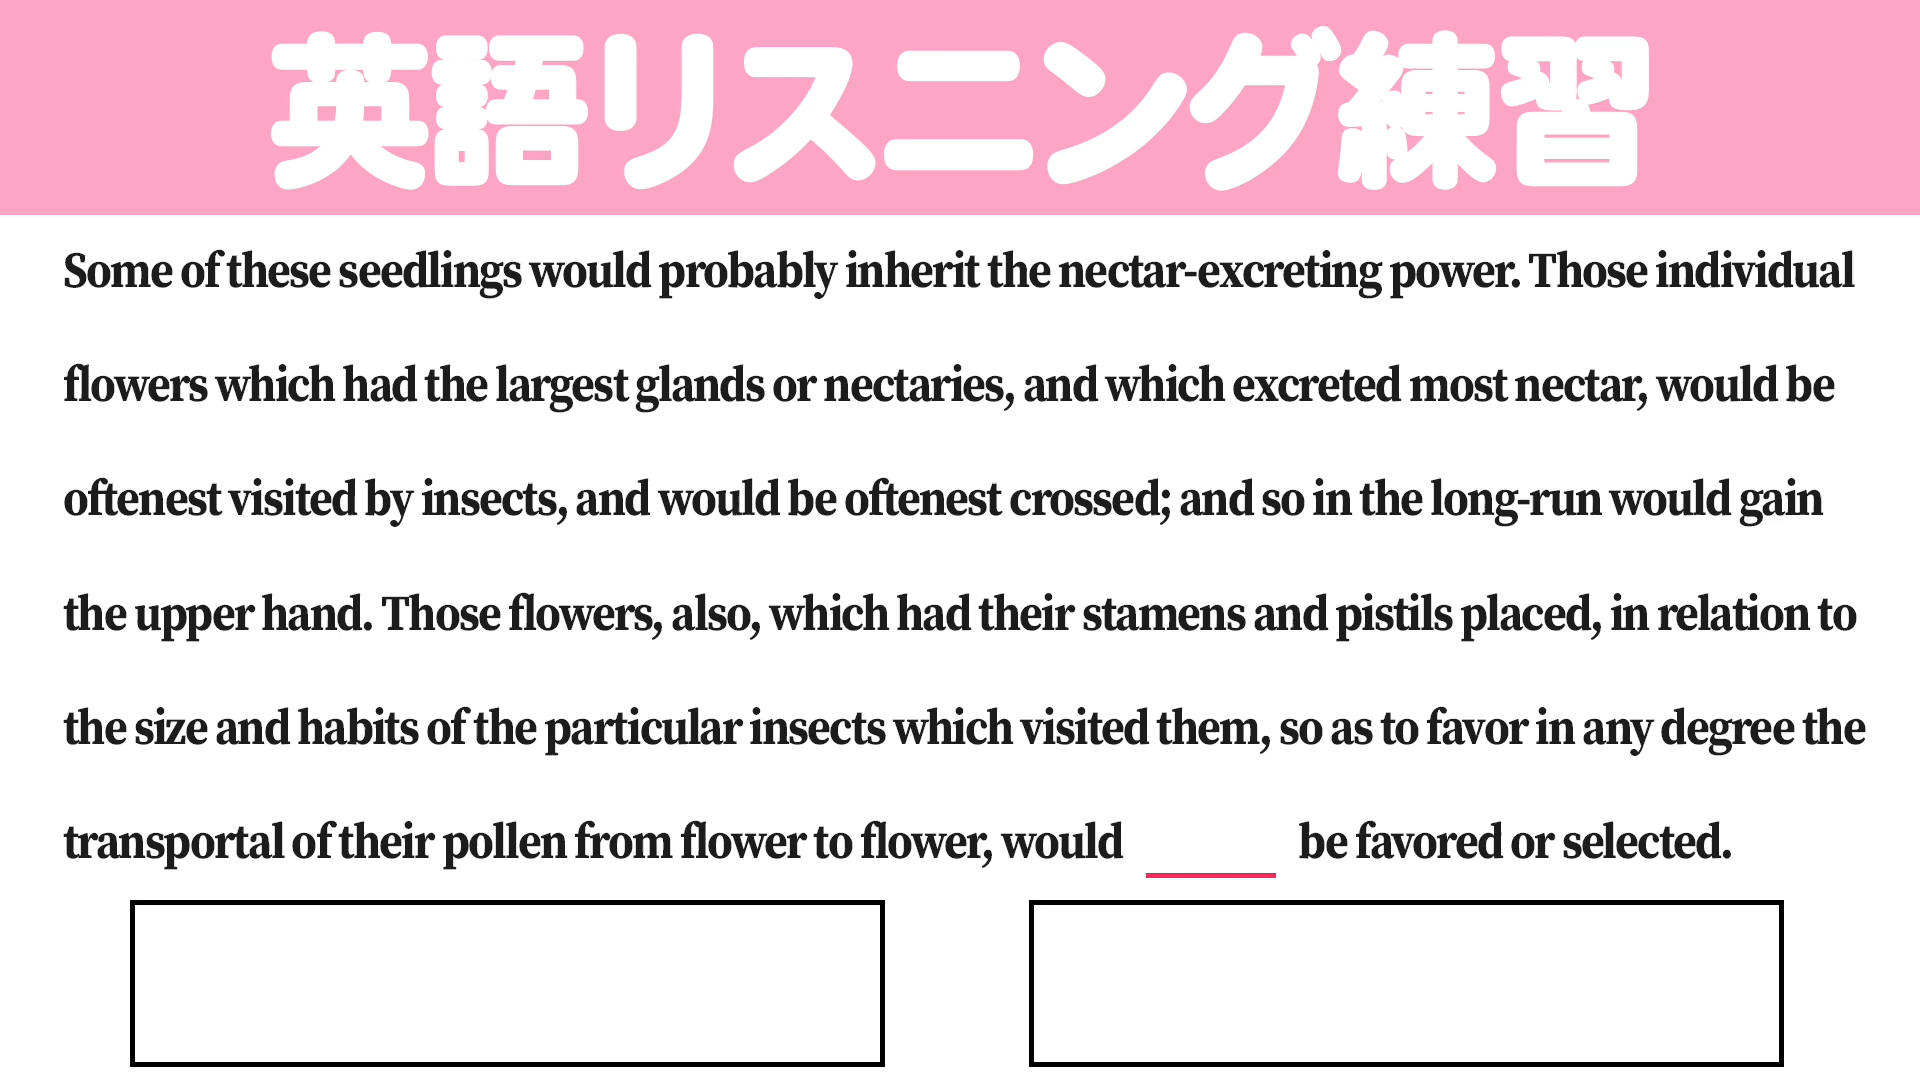 英語リスニング練習
Some of these seedlings would probably inherit the nectar-excreting power. Those individual
flowers which had the largest glands or nectaries, and which excreted most nectar, would be
oftenest visited by insects, and would be oftenest crossed; and so in the long-run would gain
the upper hand. Those flowers, also, which had their stamens and pistils placed, in relation to
the size and habits of the particular insects which visited them, so as to favor in any degree the
transportal of their pollen from flower to flower, would ____ be favored or selected.